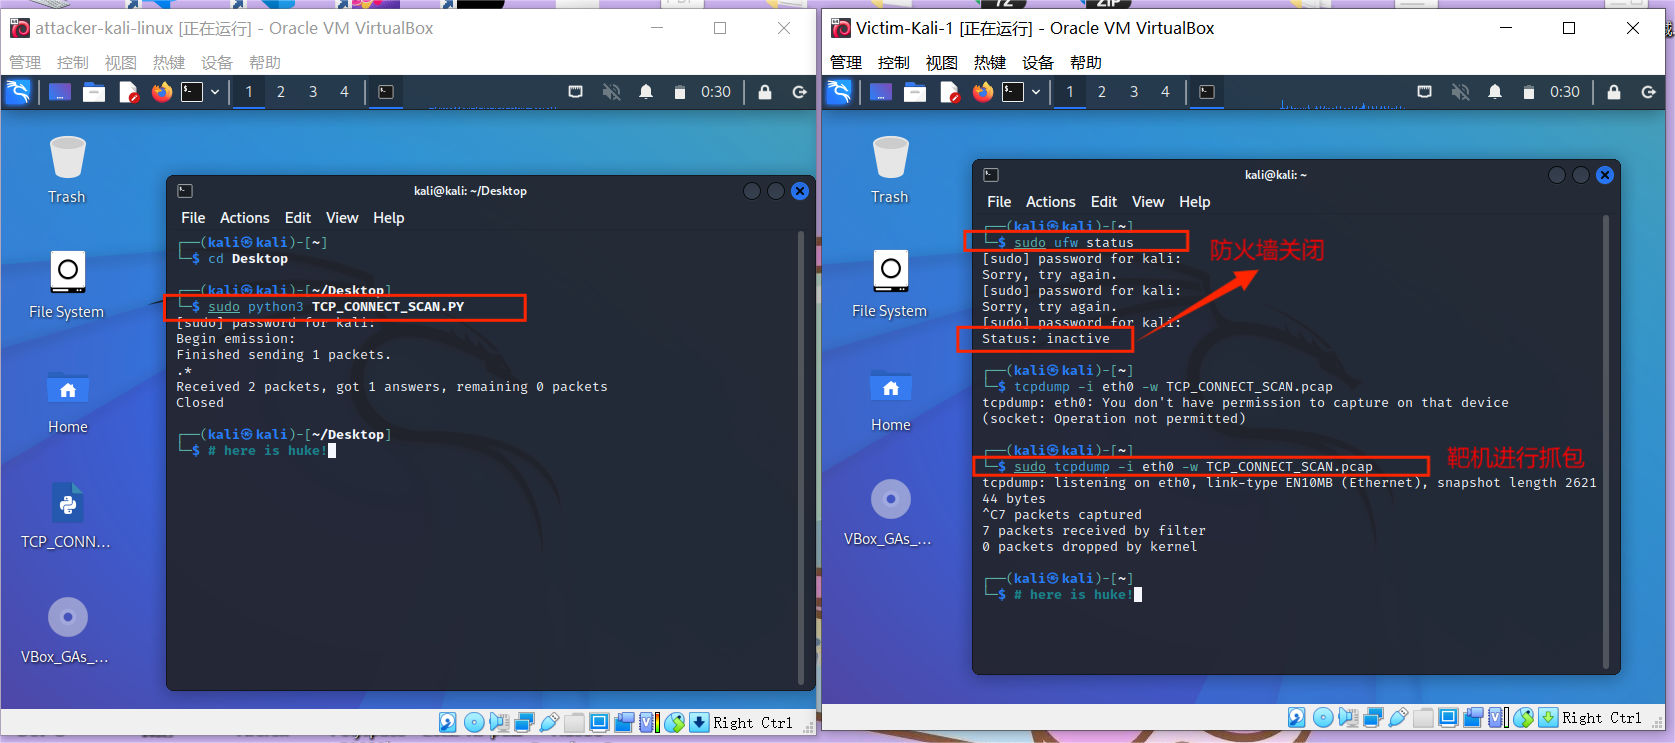 attacker-kali-linux [正在运行] - Oracle VM VirtualBox
管理 控制 视图 热键 设备 帮助
1 2 3 4
0:30
Trash
File System
Home
TCP_CONN...
VBox_GAs_...
kali@kali: ~/Desktop
File Actions Edit View Help
┌──(kali㉿kali)-[~]
└─$ cd Desktop
┌──(kali㉿kali)-[~/Desktop]
└─$ sudo python3 TCP_CONNECT_SCAN.PY
[sudo] password for kali:
Begin emission:
Finished sending 1 packets.
.*
Received 2 packets, got 1 answers, remaining 0 packets
Closed
┌──(kali㉿kali)-[~/Desktop]
└─$ # here is huke!
Right Ctrl
Victim-Kali-1 [正在运行] - Oracle VM VirtualBox
管理 控制 视图 热键 设备 帮助
1 2 3 4
0:30
Trash
File System
Home
VBox_GAs_...
kali@kali: ~
File Actions Edit View Help
┌──(kali㉿kali)-[~]
└─$ sudo ufw status
防火墙关闭
[sudo] password for kali:
Sorry, try again.
[sudo] password for kali:
Sorry, try again.
[sudo] password for kali:
Status: inactive
┌──(kali㉿kali)-[~]
└─$ tcpdump -i eth0 -w TCP_CONNECT_SCAN.pcap
tcpdump: eth0: You don't have permission to capture on that device
(socket: Operation not permitted)
┌──(kali㉿kali)-[~]
└─$ sudo tcpdump -i eth0 -w TCP_CONNECT_SCAN.pcap
靶机进行抓包
tcpdump: listening on eth0, link-type EN10MB (Ethernet), snapshot length 2621
44 bytes
^C7 packets captured
7 packets received by filter
0 packets dropped by kernel
┌──(kali㉿kali)-[~]
└─$ # here is huke!
Right Ctrl